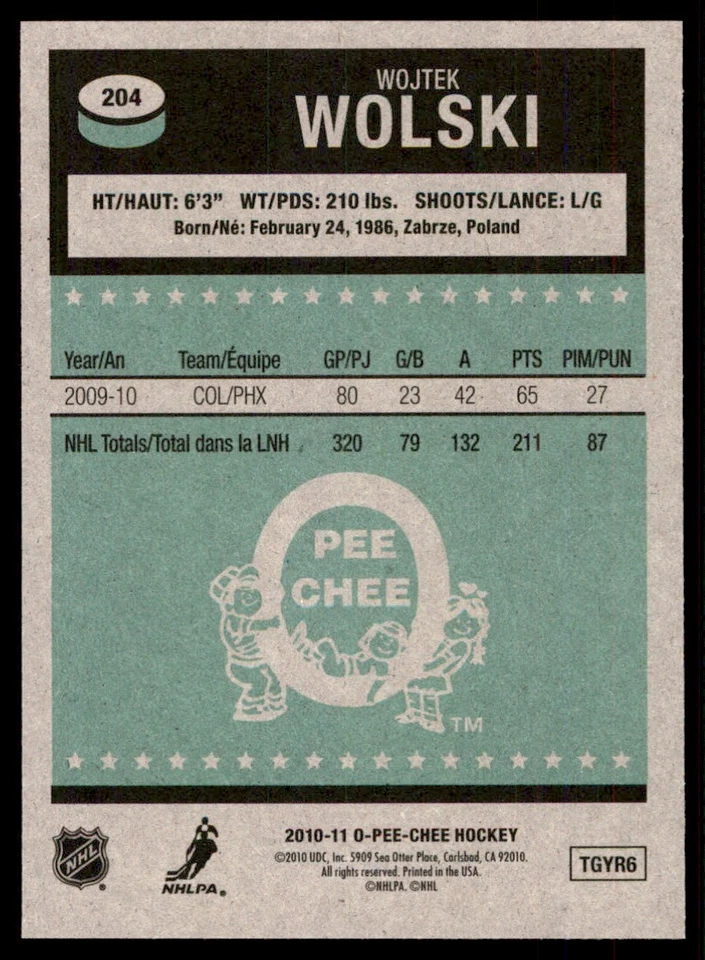 204
WOJTEK
WOLSKI
HT/HAUT: 6'3" WT/PDS: 210 lbs. SHOOTS/LANCE: L/G
Born/Né: February 24, 1986, Zabrze, Poland
Year/An Team/Équipe GP/PJ G/B A PTS PIM/PUN
2009-10 COL/PHX 80 23 42 65 27
NHL Totals/Total dans la LNH 320 79 132 211 87
PEE
CHEE
TM
NHL
NHLPA®
2010-11 O-PEE-CHEE HOCKEY
©2010 UDC, Inc. 5909 Sea Otter Place, Carlsbad, CA 92010.
All rights reserved. Printed in the USA.
©NHLPA. ©NHL
TGYR6